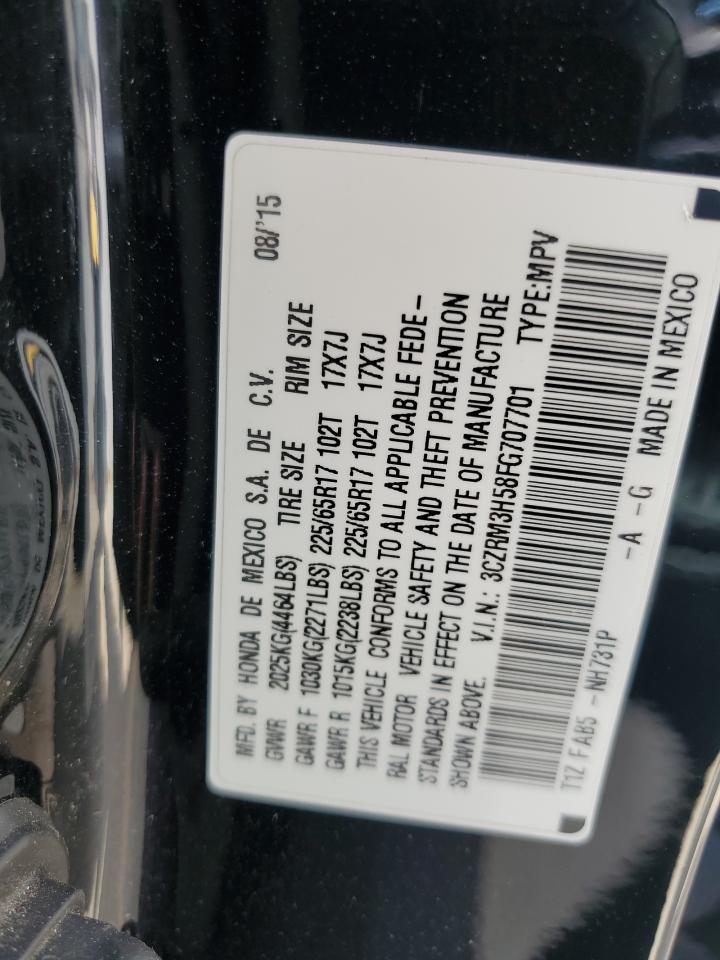 MFD. BY HONDA DE MEXICO S.A. DE C.V. 08/'15
GVWR 2025KG(4464LBS) TIRE SIZE RIM SIZE
GAWR F 1030KG(2271LBS) 225/65R17 102T 17X7J
GAWR R 1015KG(2238LBS) 225/65R17 102T 17X7J
THIS VEHICLE CONFORMS TO ALL APPLICABLE FEDE-
RAL MOTOR VEHICLE SAFETY AND THEFT PREVENTION
STANDARDS IN EFFECT ON THE DATE OF MANUFACTURE
SHOWN ABOVE. V.I.N.: 3CZRM3H58FG707701 TYPE:MPV
T1Z F AB5 -NH731P -A -G MADE IN MEXICO